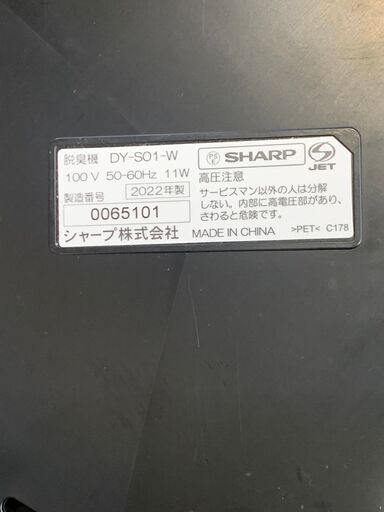 脱臭機 DY-S01-W
100V 50-60Hz 11W
製造番号 2022年製
0065101
シャープ株式会社
PS E SHARP JET
高圧注意
サービスマン以外の人は分解
しない。内部に高電圧部があり、
さわると危険です。
MADE IN CHINA >PET< C178